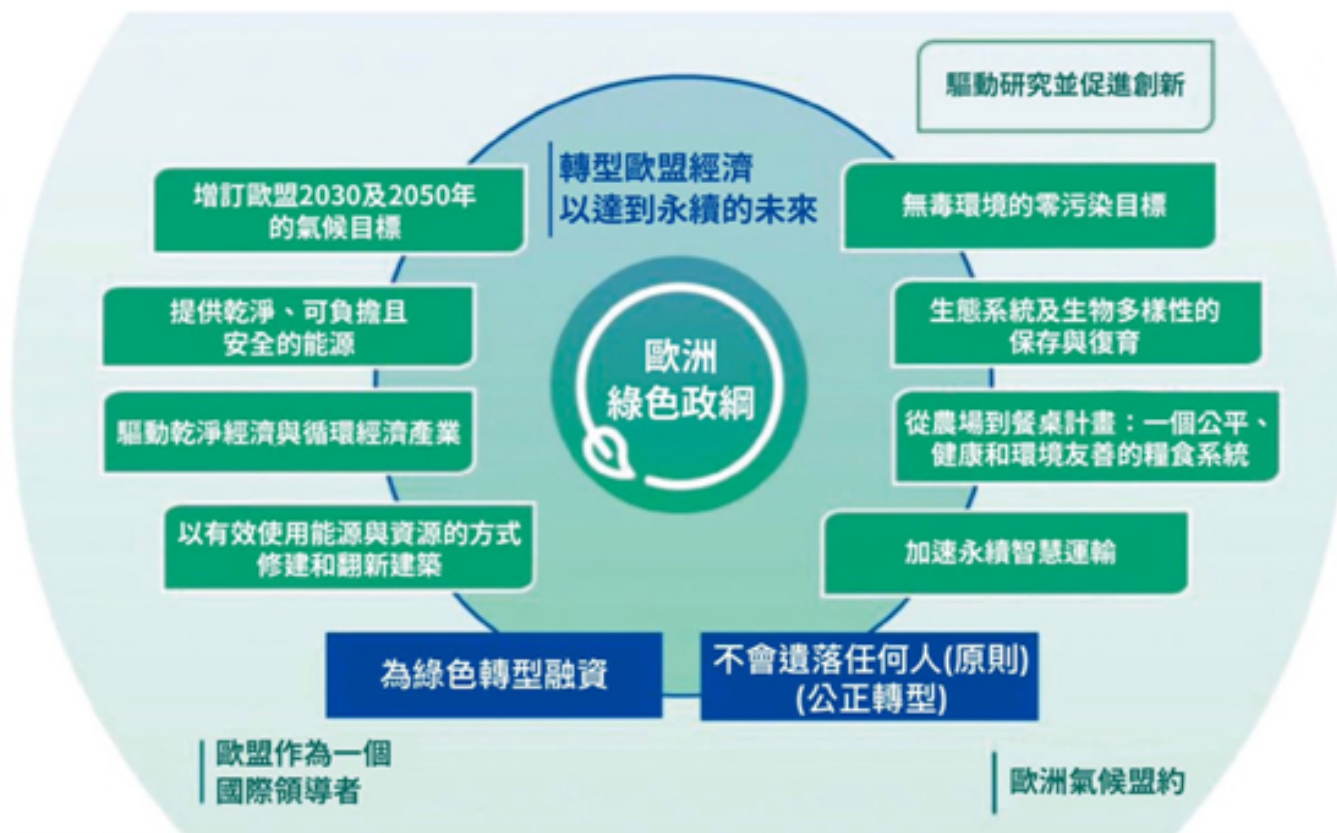 驅動研究並促進創新
轉型歐盟經濟
以達到永續的未來
增訂歐盟2030及2050年
的氣候目標
無毒環境的零污染目標
提供乾淨、可負擔且
安全的能源
生態系統及生物多樣性的
保存與復育
歐洲
綠色政綱
驅動乾淨經濟與循環經濟產業
從農場到餐桌計畫：一個公平、
健康和環境友善的糧食系統
以有效使用能源與資源的方式
修建和翻新建築
加速永續智慧運輸
為綠色轉型融資
不會遺落任何人(原則)
(公正轉型)
歐盟作為一個
國際領導者
歐洲氣候盟約